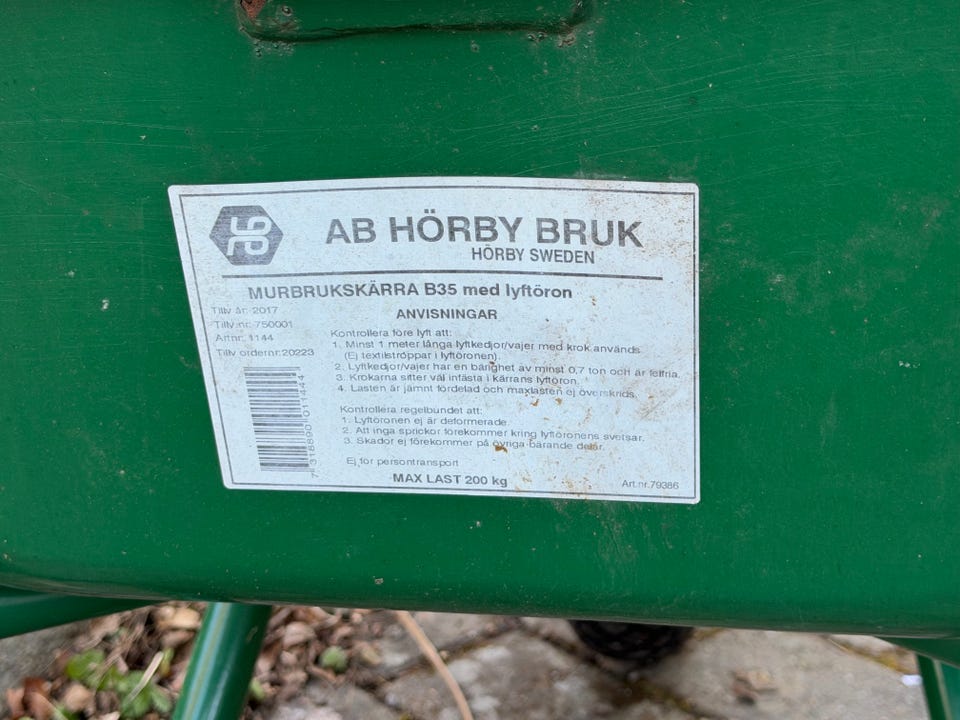 HB
AB HÖRBY BRUK
HÖRBY SWEDEN
MURBRUKSKÄRRA B35 med lyftöron
Tillv år: 2017
Tillv nr: 750001
Artnr: 1144
Tillv ordernr:20223
ANVISNINGAR
Kontrollera före lyft att:
1. Minst 1 meter långa lyftkedjor/vajer med krok används
(Ej textilstroppar i lyftöronen).
2. Lyftkedjor/vajer har en bärighet av minst 0,7 ton och är felfria.
3. Krokarna sitter väl infästa i kärrans lyftöron.
4. Lasten är jämnt fördelad och maxlasten ej överskrids.
Kontrollera regelbundet att:
1. Lyftöronen ej är deformerade
2. Att inga sprickor förekommer kring lyftöronens svetsar.
3. Skador ej förekommer på övriga bärande delar.
Ej för persontransport
MAX LAST 200 kg
Art.nr.79386
7 318890 011444